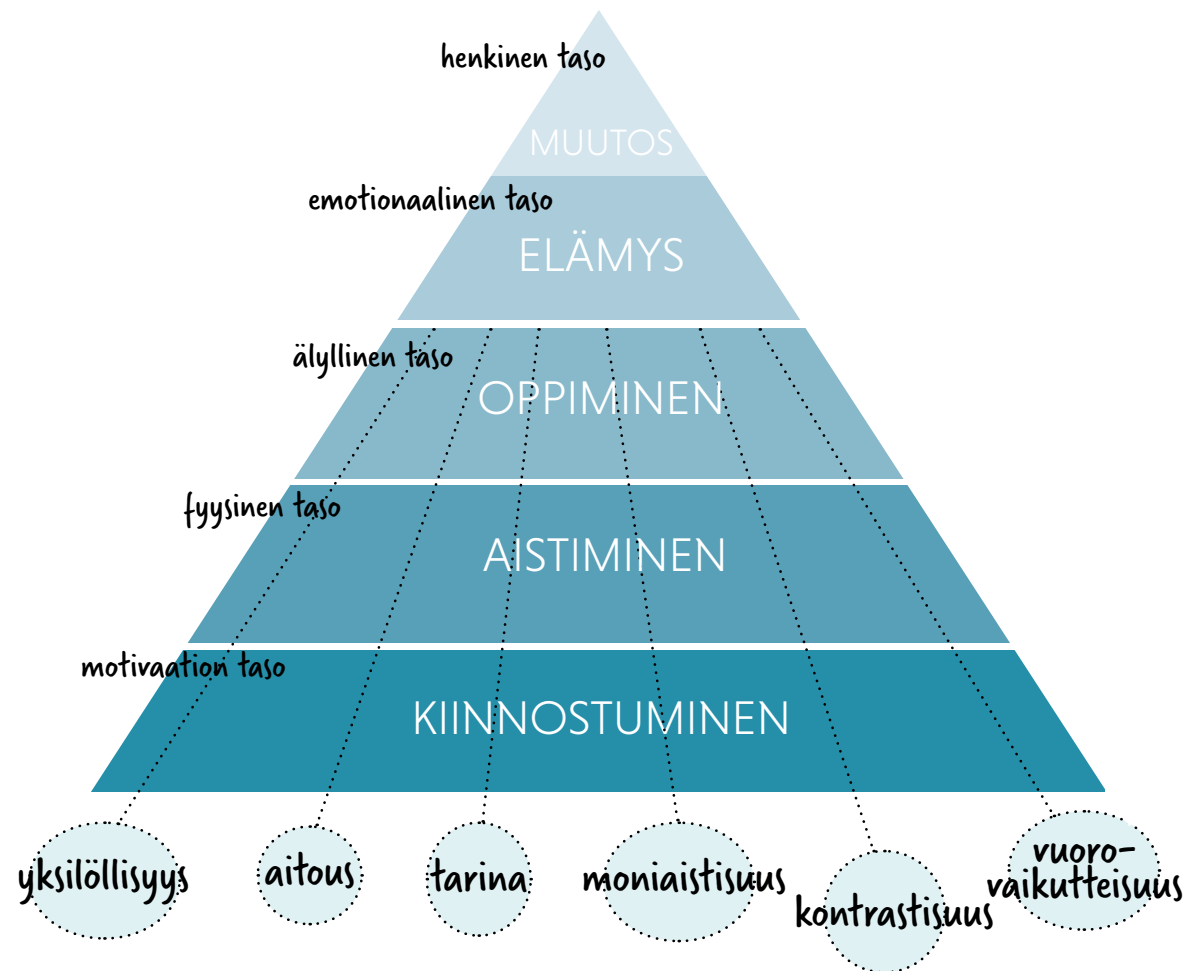 henkinen taso
MUUTOS
emotionaalinen taso
ELÄMYS
älyllinen taso
OPPIMINEN
fyysinen taso
AISTIMINEN
motivaation taso
KIINNOSTUMINEN
yksilöllisyys
aitous
tarina
moniaistisuus
kontrastisuus
vuoro-
vaikutteisuus